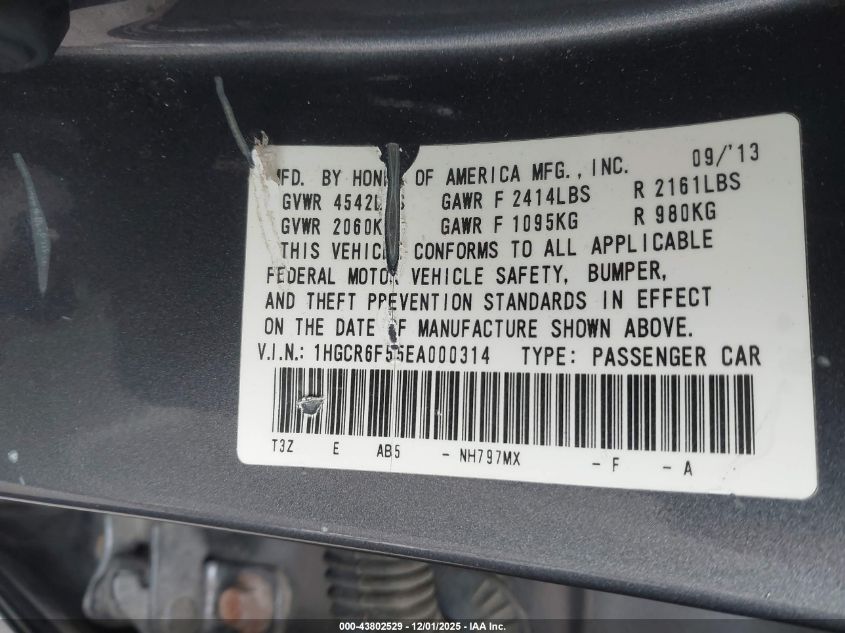 MFD. BY HONDA OF AMERICA MFG., INC. 09/'13
GVWR 4542LBS GAWR F 2414LBS R 2161LBS
GVWR 2060KG GAWR F 1095KG R 980KG
THIS VEHICLE CONFORMS TO ALL APPLICABLE
FEDERAL MOTOR VEHICLE SAFETY, BUMPER,
AND THEFT PREVENTION STANDARDS IN EFFECT
ON THE DATE OF MANUFACTURE SHOWN ABOVE.
V.I.N.: 1HGCR6F55EA000314 TYPE: PASSENGER CAR
T3Z E AB5 - NH797MX - F - A
000-43802529 - 12/01/2025 - IAAI.COM